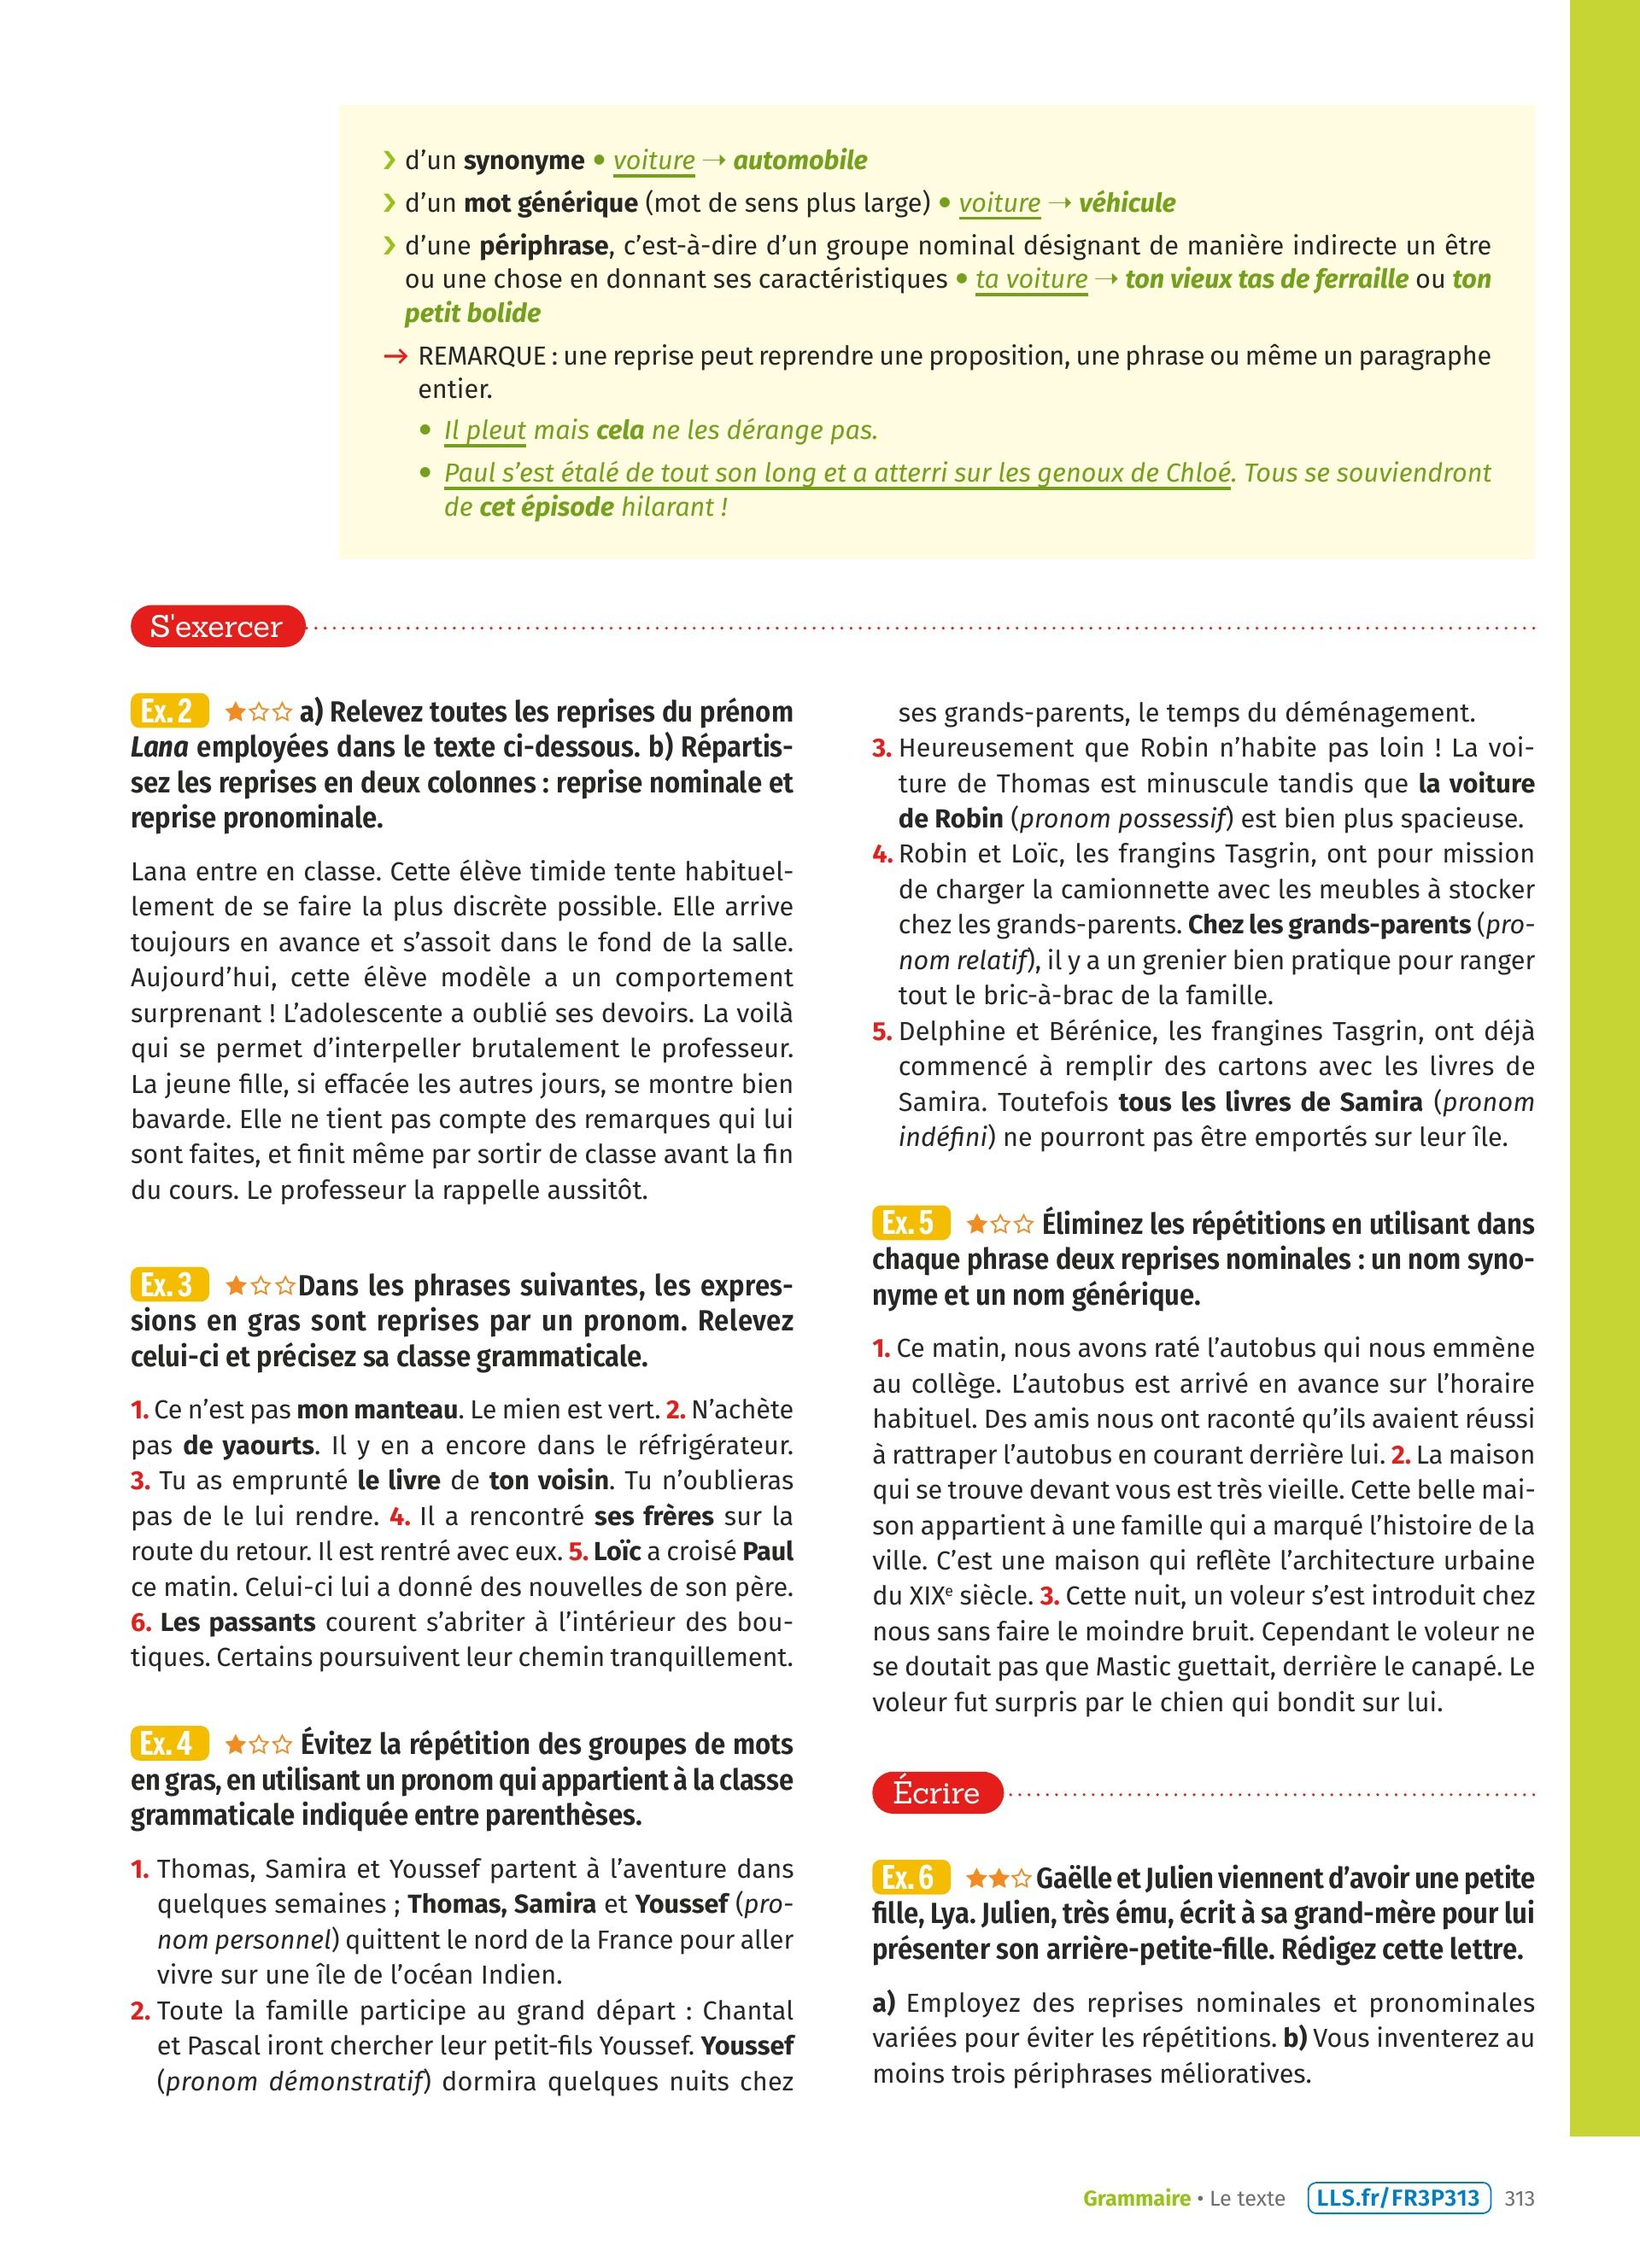 › d’un synonyme • voiture → automobile
› d’un mot générique (mot de sens plus large) • voiture → véhicule
› d’une périphrase, c’est-à-dire d’un groupe nominal désignant de manière indirecte un être
ou une chose en donnant ses caractéristiques • ta voiture → ton vieux tas de ferraille ou ton
petit bolide
→ REMARQUE : une reprise peut reprendre une proposition, une phrase ou même un paragraphe
entier.
• Il pleut mais cela ne les dérange pas.
• Paul s’est étalé de tout son long et a atterri sur les genoux de Chloé. Tous se souviendront
de cet épisode hilarant !
S'exercer
Ex. 2 ★☆☆ a) Relevez toutes les reprises du prénom
Lana employées dans le texte ci-dessous. b) Répartis-
sez les reprises en deux colonnes : reprise nominale et
reprise pronominale.
Lana entre en classe. Cette élève timide tente habituel-
lement de se faire la plus discrète possible. Elle arrive
toujours en avance et s’assoit dans le fond de la salle.
Aujourd’hui, cette élève modèle a un comportement
surprenant ! L’adolescente a oublié ses devoirs. La voilà
qui se permet d’interpeller brutalement le professeur.
La jeune fille, si effacée les autres jours, se montre bien
bavarde. Elle ne tient pas compte des remarques qui lui
sont faites, et finit même par sortir de classe avant la fin
du cours. Le professeur la rappelle aussitôt.
Ex. 3 ★☆☆ Dans les phrases suivantes, les expres-
sions en gras sont reprises par un pronom. Relevez
celui-ci et précisez sa classe grammaticale.
1. Ce n’est pas mon manteau. Le mien est vert. 2. N’achète
pas de yaourts. Il y en a encore dans le réfrigérateur.
3. Tu as emprunté le livre de ton voisin. Tu n’oublieras
pas de le lui rendre. 4. Il a rencontré ses frères sur la
route du retour. Il est rentré avec eux. 5. Loïc a croisé Paul
ce matin. Celui-ci lui a donné des nouvelles de son père.
6. Les passants courent s’abriter à l’intérieur des bou-
tiques. Certains poursuivent leur chemin tranquillement.
Ex. 4 ★☆☆ Évitez la répétition des groupes de mots
en gras, en utilisant un pronom qui appartient à la classe
grammaticale indiquée entre parenthèses.
1. Thomas, Samira et Youssef partent à l’aventure dans
quelques semaines ; Thomas, Samira et Youssef (pro-
nom personnel) quittent le nord de la France pour aller
vivre sur une île de l’océan Indien.
2. Toute la famille participe au grand départ : Chantal
et Pascal iront chercher leur petit-fils Youssef. Youssef
(pronom démonstratif) dormira quelques nuits chez
ses grands-parents, le temps du déménagement.
3. Heureusement que Robin n’habite pas loin ! La voi-
ture de Thomas est minuscule tandis que la voiture
de Robin (pronom possessif) est bien plus spacieuse.
4. Robin et Loïc, les frangins Tasgrin, ont pour mission
de charger la camionnette avec les meubles à stocker
chez les grands-parents. Chez les grands-parents (pro-
nom relatif), il y a un grenier bien pratique pour ranger
tout le bric-à-brac de la famille.
5. Delphine et Bérénice, les frangines Tasgrin, ont déjà
commencé à remplir des cartons avec les livres de
Samira. Toutefois tous les livres de Samira (pronom
indéfini) ne pourront pas être emportés sur leur île.
Ex. 5 ★☆☆ Éliminez les répétitions en utilisant dans
chaque phrase deux reprises nominales : un nom syno-
nyme et un nom générique.
1. Ce matin, nous avons raté l’autobus qui nous emmène
au collège. L’autobus est arrivé en avance sur l’horaire
habituel. Des amis nous ont raconté qu’ils avaient réussi
à rattraper l’autobus en courant derrière lui. 2. La maison
qui se trouve devant vous est très vieille. Cette belle mai-
son appartient à une famille qui a marqué l’histoire de la
ville. C’est une maison qui reflète l’architecture urbaine
du XIXe siècle. 3. Cette nuit, un voleur s’est introduit chez
nous sans faire le moindre bruit. Cependant le voleur ne
se doutait pas que Mastic guettait, derrière le canapé. Le
voleur fut surpris par le chien qui bondit sur lui.
Écrire
Ex. 6 ★★☆ Gaëlle et Julien viennent d’avoir une petite
fille, Lya. Julien, très ému, écrit à sa grand-mère pour lui
présenter son arrière-petite-fille. Rédigez cette lettre.
a) Employez des reprises nominales et pronominales
variées pour éviter les répétitions. b) Vous inventerez au
moins trois périphrases mélioratives.
Grammaire • Le texte LLS.fr/FR3P313 313